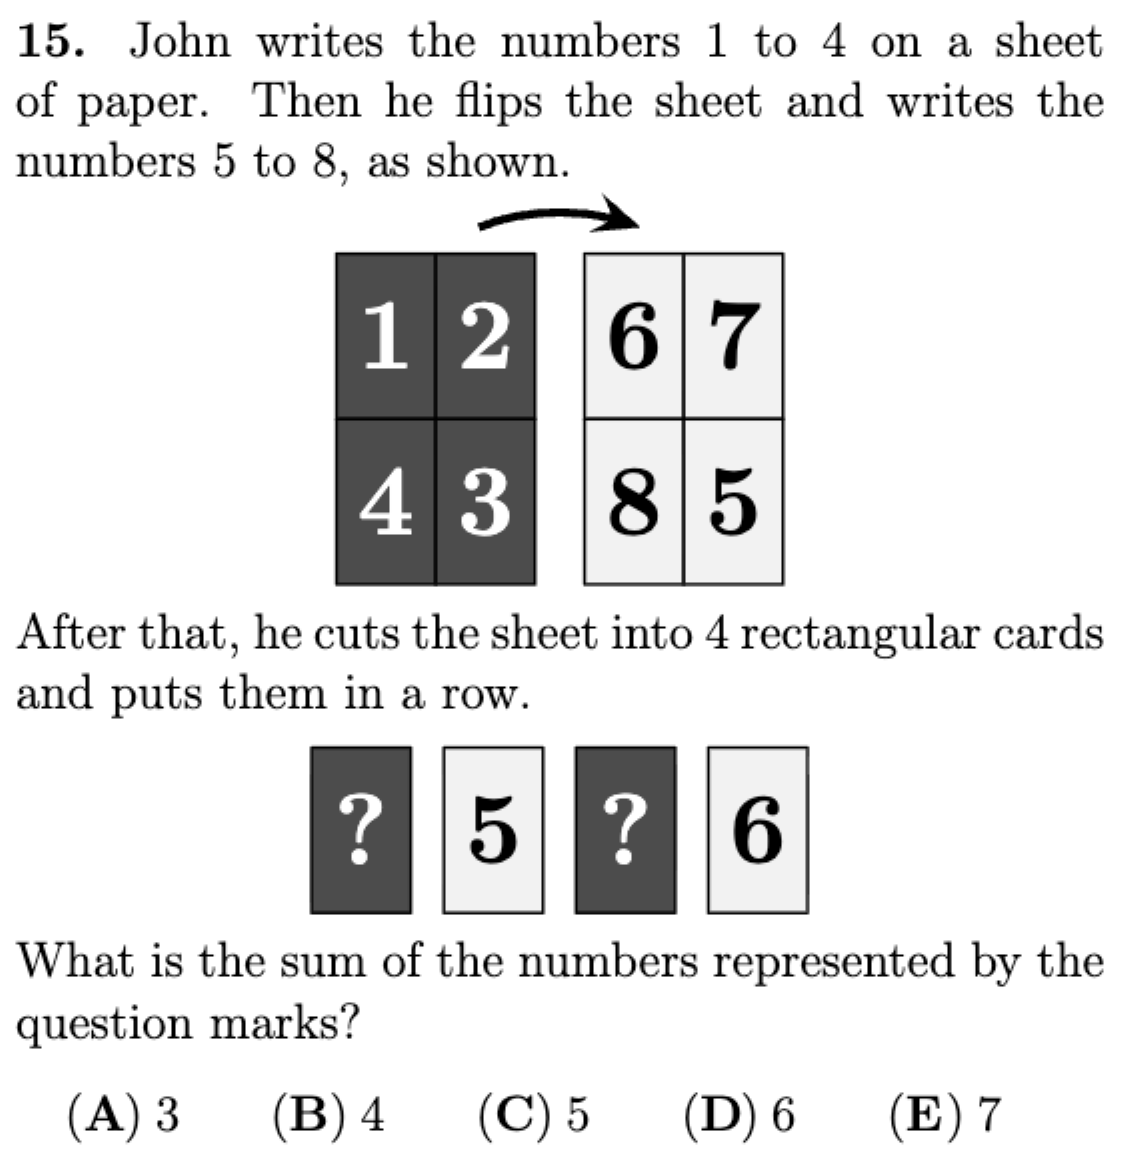 15. John writes the numbers 1 to 4 on a sheet
of paper. Then he flips the sheet and writes the
numbers 5 to 8, as shown.
1 2 6 7
4 3 8 5
After that, he cuts the sheet into 4 rectangular cards
and puts them in a row.
? 5 ? 6
What is the sum of the numbers represented by the
question marks?
(A) 3 (B) 4 (C) 5 (D) 6 (E) 7